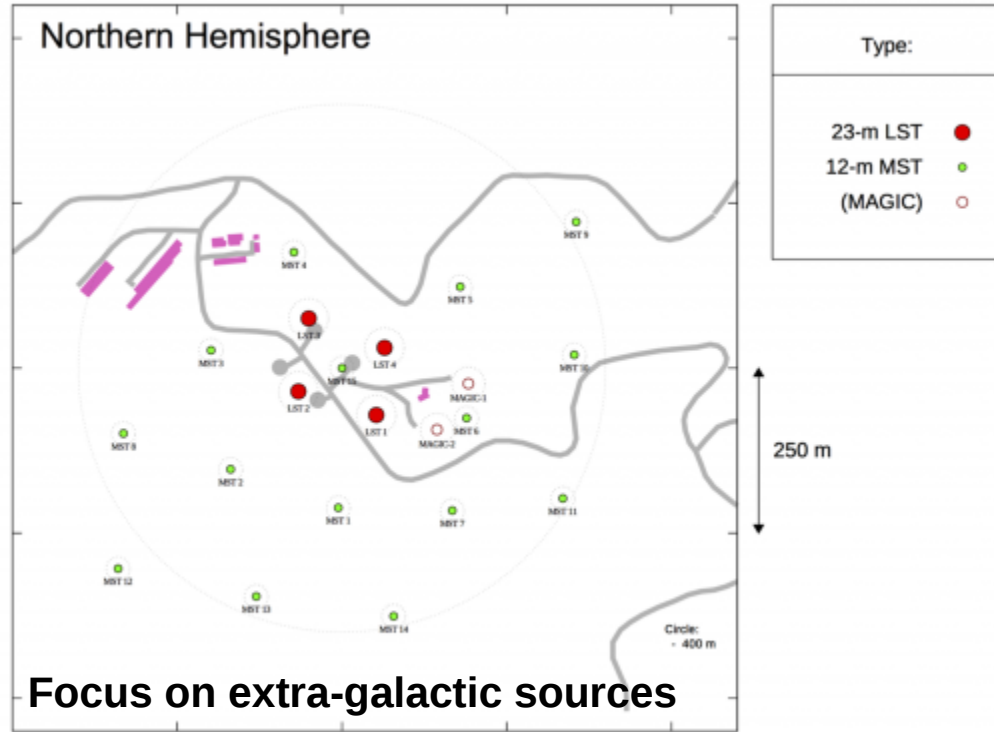 Northern Hemisphere
Type:
23-m LST
12-m MST
(MAGIC)
MST 9
MST 4
MST 5
LST 3
MST 3
LST 4
MST 10
MST 15
MAGIC-1
LST 2
LST 1
MST 6
MAGIC-2
MST 8
250 m
MST 2
MST 11
MST 1
MST 7
MST 12
MST 13
MST 14
Circle:
- 400 m
Focus on extra-galactic sources